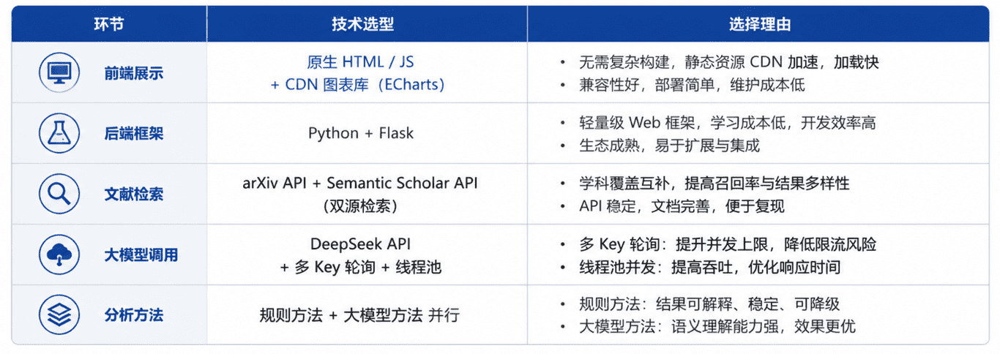 环节 技术选型 选择理由
前端展示
原生 HTML / JS
+ CDN 图表库（ECharts）
• 无需复杂构建，静态资源 CDN 加速，加载快
• 兼容性好，部署简单，维护成本低
后端框架
Python + Flask
• 轻量级 Web 框架，学习成本低，开发效率高
• 生态成熟，易于扩展与集成
文献检索
arXiv API + Semantic Scholar API
（双源检索）
• 学科覆盖互补，提高召回率与结果多样性
• API 稳定，文档完善，便于复现
大模型调用
DeepSeek API
+ 多 Key 轮询 + 线程池
• 多 Key 轮询：提升并发上限，降低限流风险
• 线程池并发：提高吞吐，优化响应时间
分析方法
规则方法 + 大模型方法 并行
• 规则方法：结果可解释、稳定、可降级
• 大模型方法：语义理解能力强，效果更优